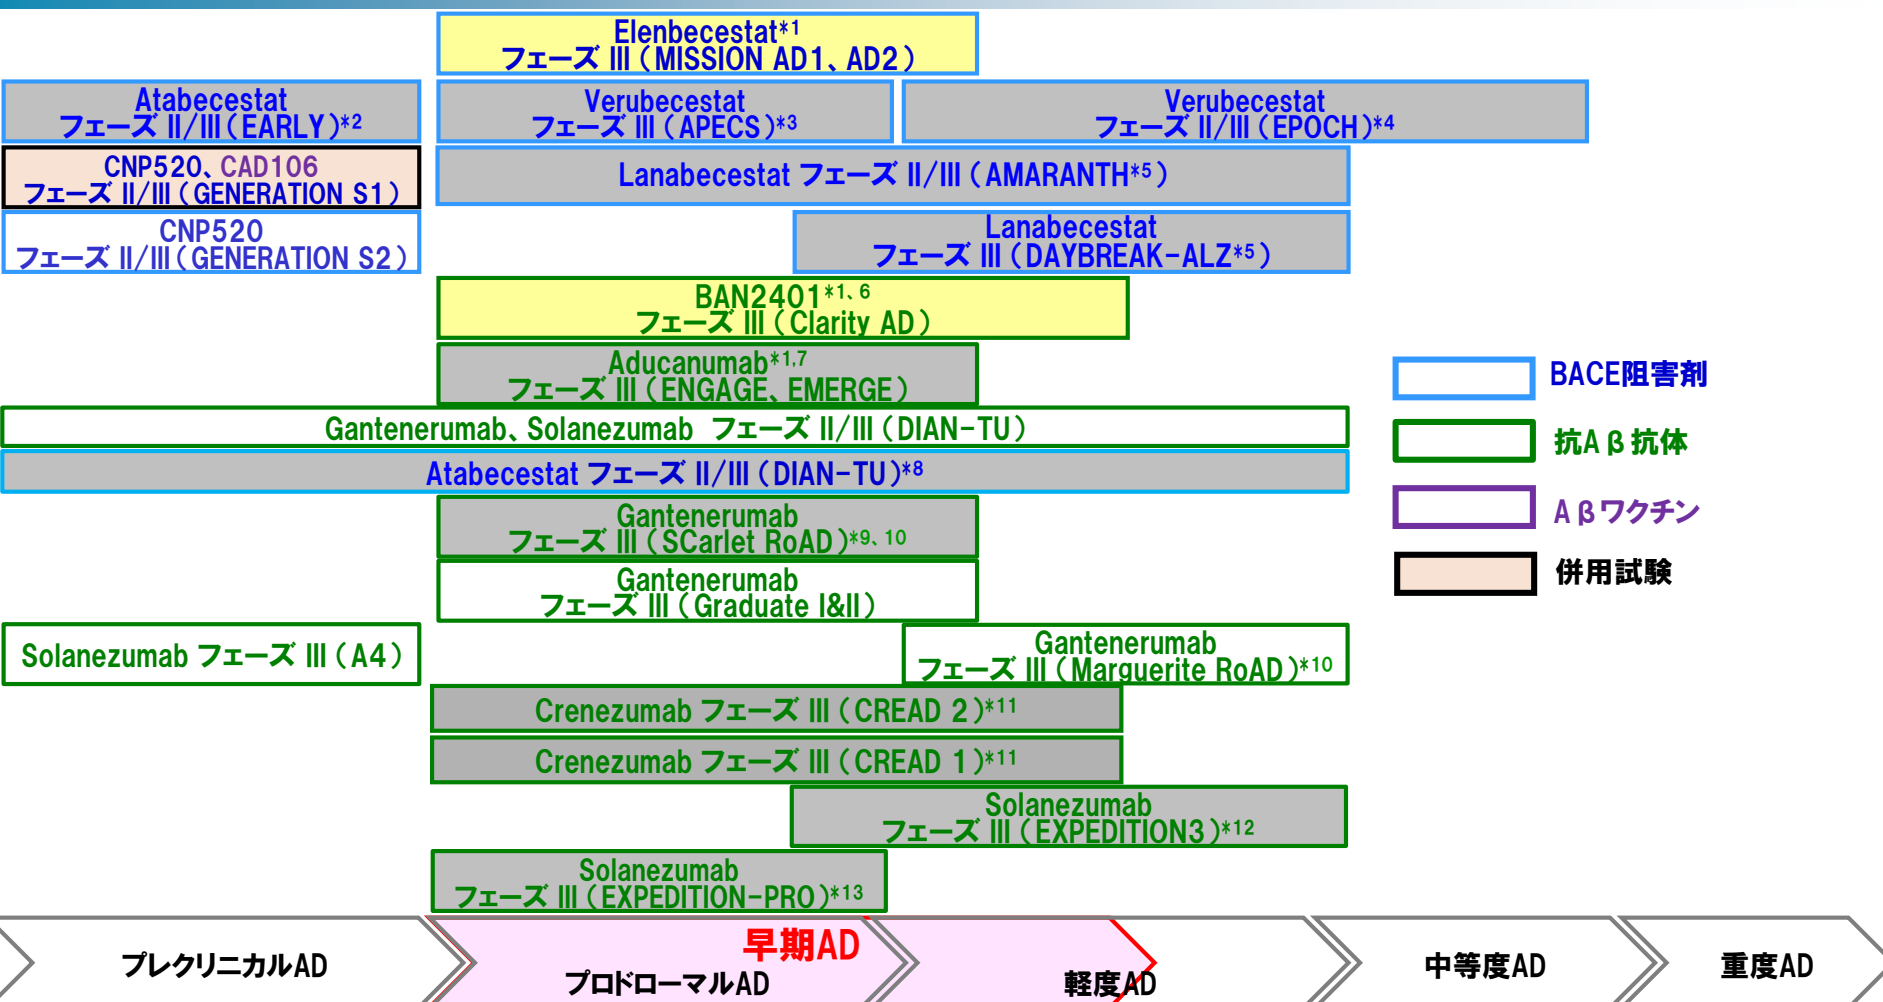 Elenbecestat*1
フェーズ III(MISSION AD1、AD2)
Atabecestat
フェーズ II/III(EARLY)*2
Verubecestat
フェーズ III(APECS)*3
Verubecestat
フェーズ II/III(EPOCH)*4
CNP520、CAD106
フェーズ II/III(GENERATION S1)
Lanabecestat フェーズ II/III(AMARANTH*5)
CNP520
フェーズ II/III(GENERATION S2)
Lanabecestat
フェーズ III(DAYBREAK-ALZ*5)
BAN2401*1、6
フェーズ III(Clarity AD)
Aducanumab*1,7
フェーズ III(ENGAGE、EMERGE)
Gantenerumab、Solanezumab フェーズ II/III(DIAN-TU)
Atabecestat フェーズ II/III(DIAN-TU)*8
Gantenerumab
フェーズ III(SCarlet RoAD)*9、10
Gantenerumab
フェーズ III(Graduate I&II)
Solanezumab フェーズ III(A4)
Gantenerumab
フェーズ III(Marguerite RoAD)*10
Crenezumab フェーズ III(CREAD 2)*11
Crenezumab フェーズ III(CREAD 1)*11
Solanezumab
フェーズ III(EXPEDITION3)*12
Solanezumab
フェーズ III(EXPEDITION-PRO)*13
BACE阻害剤
抗Aβ抗体
Aβワクチン
併用試験
早期AD
プレクリニカルAD
プロドローマルAD
軽度AD
中等度AD
重度AD